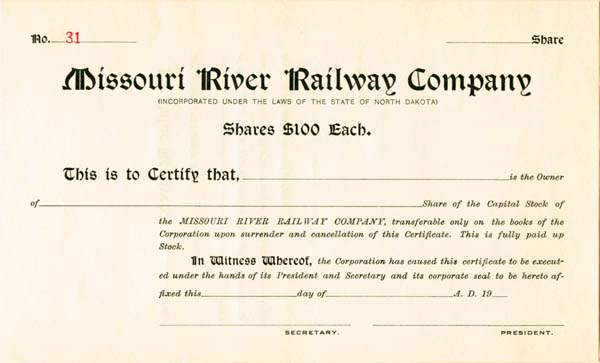 No. 31 Share
Missouri River Railway Company
(INCORPORATED UNDER THE LAWS OF THE STATE OF NORTH DAKOTA)
Shares $100 Each.
This is to Certify that, is the Owner
of Share of the Capital Stock of
the MISSOURI RIVER RAILWAY COMPANY, transferable only on the books of the
Corporation upon surrender and cancellation of this Certificate. This is fully paid up
Stock.
In Witness Whereof, the Corporation has caused this certificate to be execut-
ed under the hands of its President and Secretary and its corporate seal to be hereto af-
fixed this day of A. D. 19
SECRETARY. PRESIDENT.